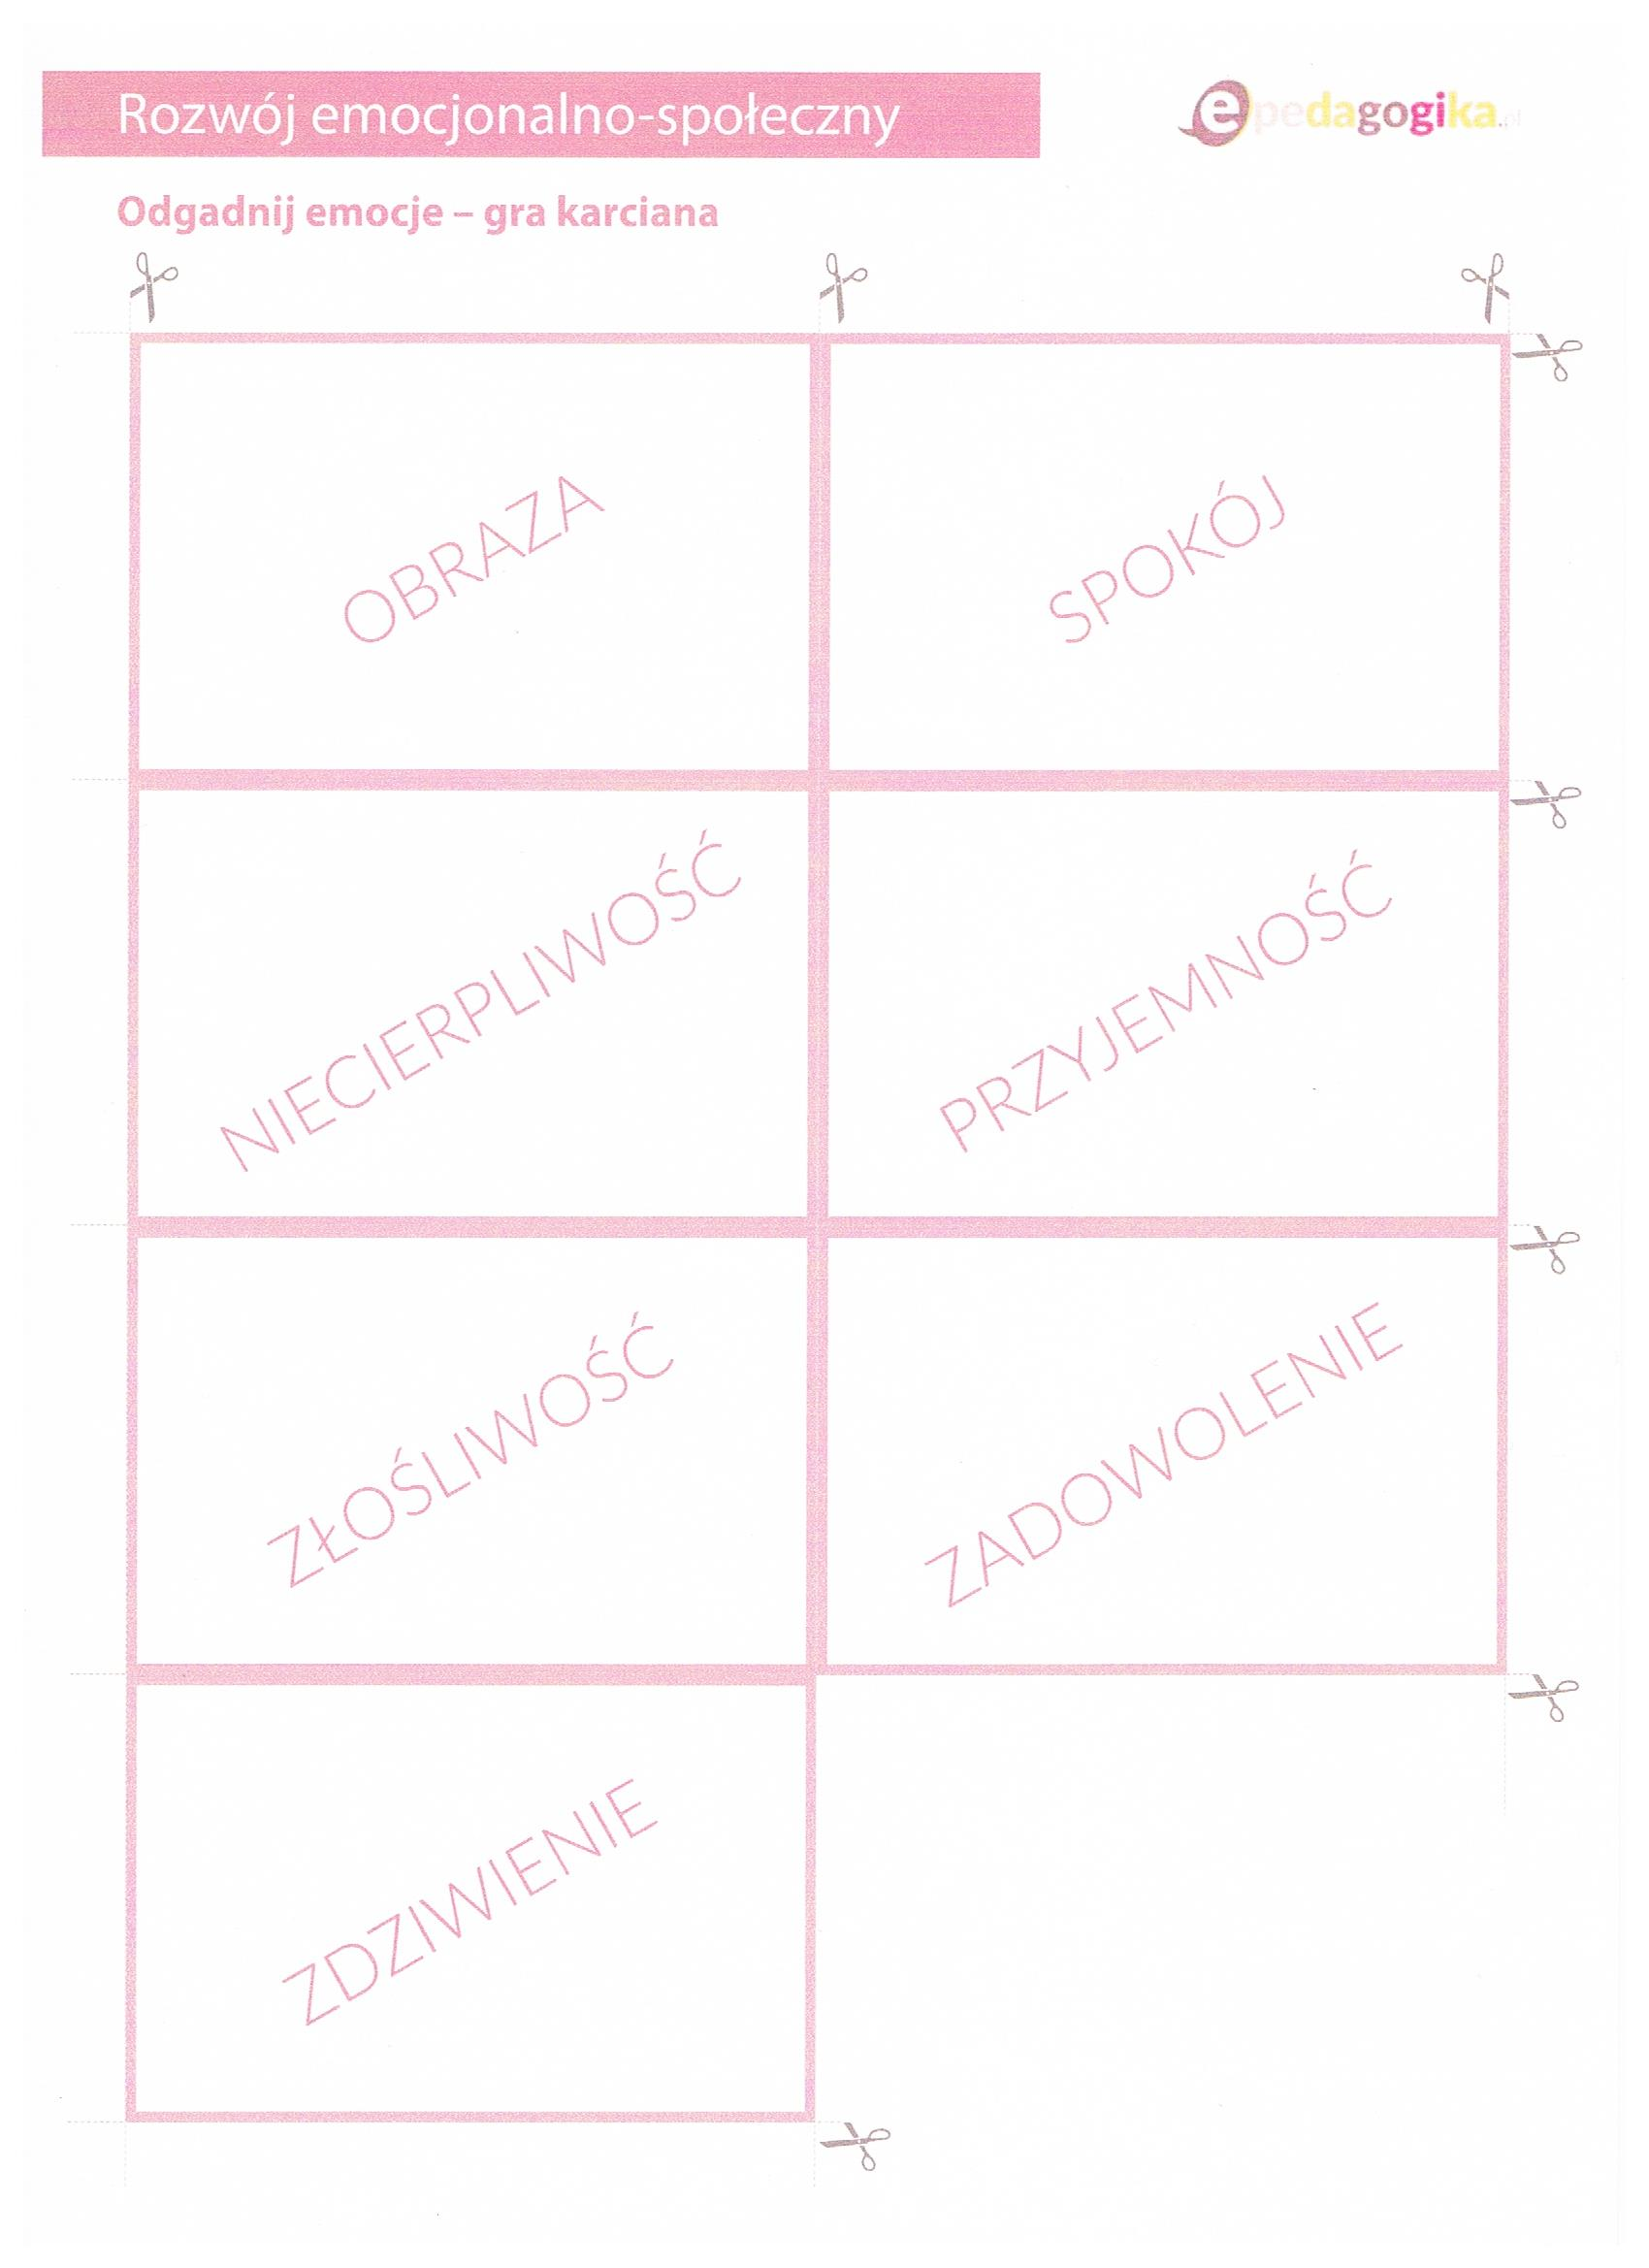 Rozwój emocjonalno-społeczny
epedagogika.pl
Odgadnij emocje – gra karciana
OBRAZA
SPOKÓJ
NIECIERPLIWOŚĆ
PRZYJEMNOŚĆ
ZŁOŚLIWOŚĆ
ZADOWOLENIE
ZDZIWIENIE